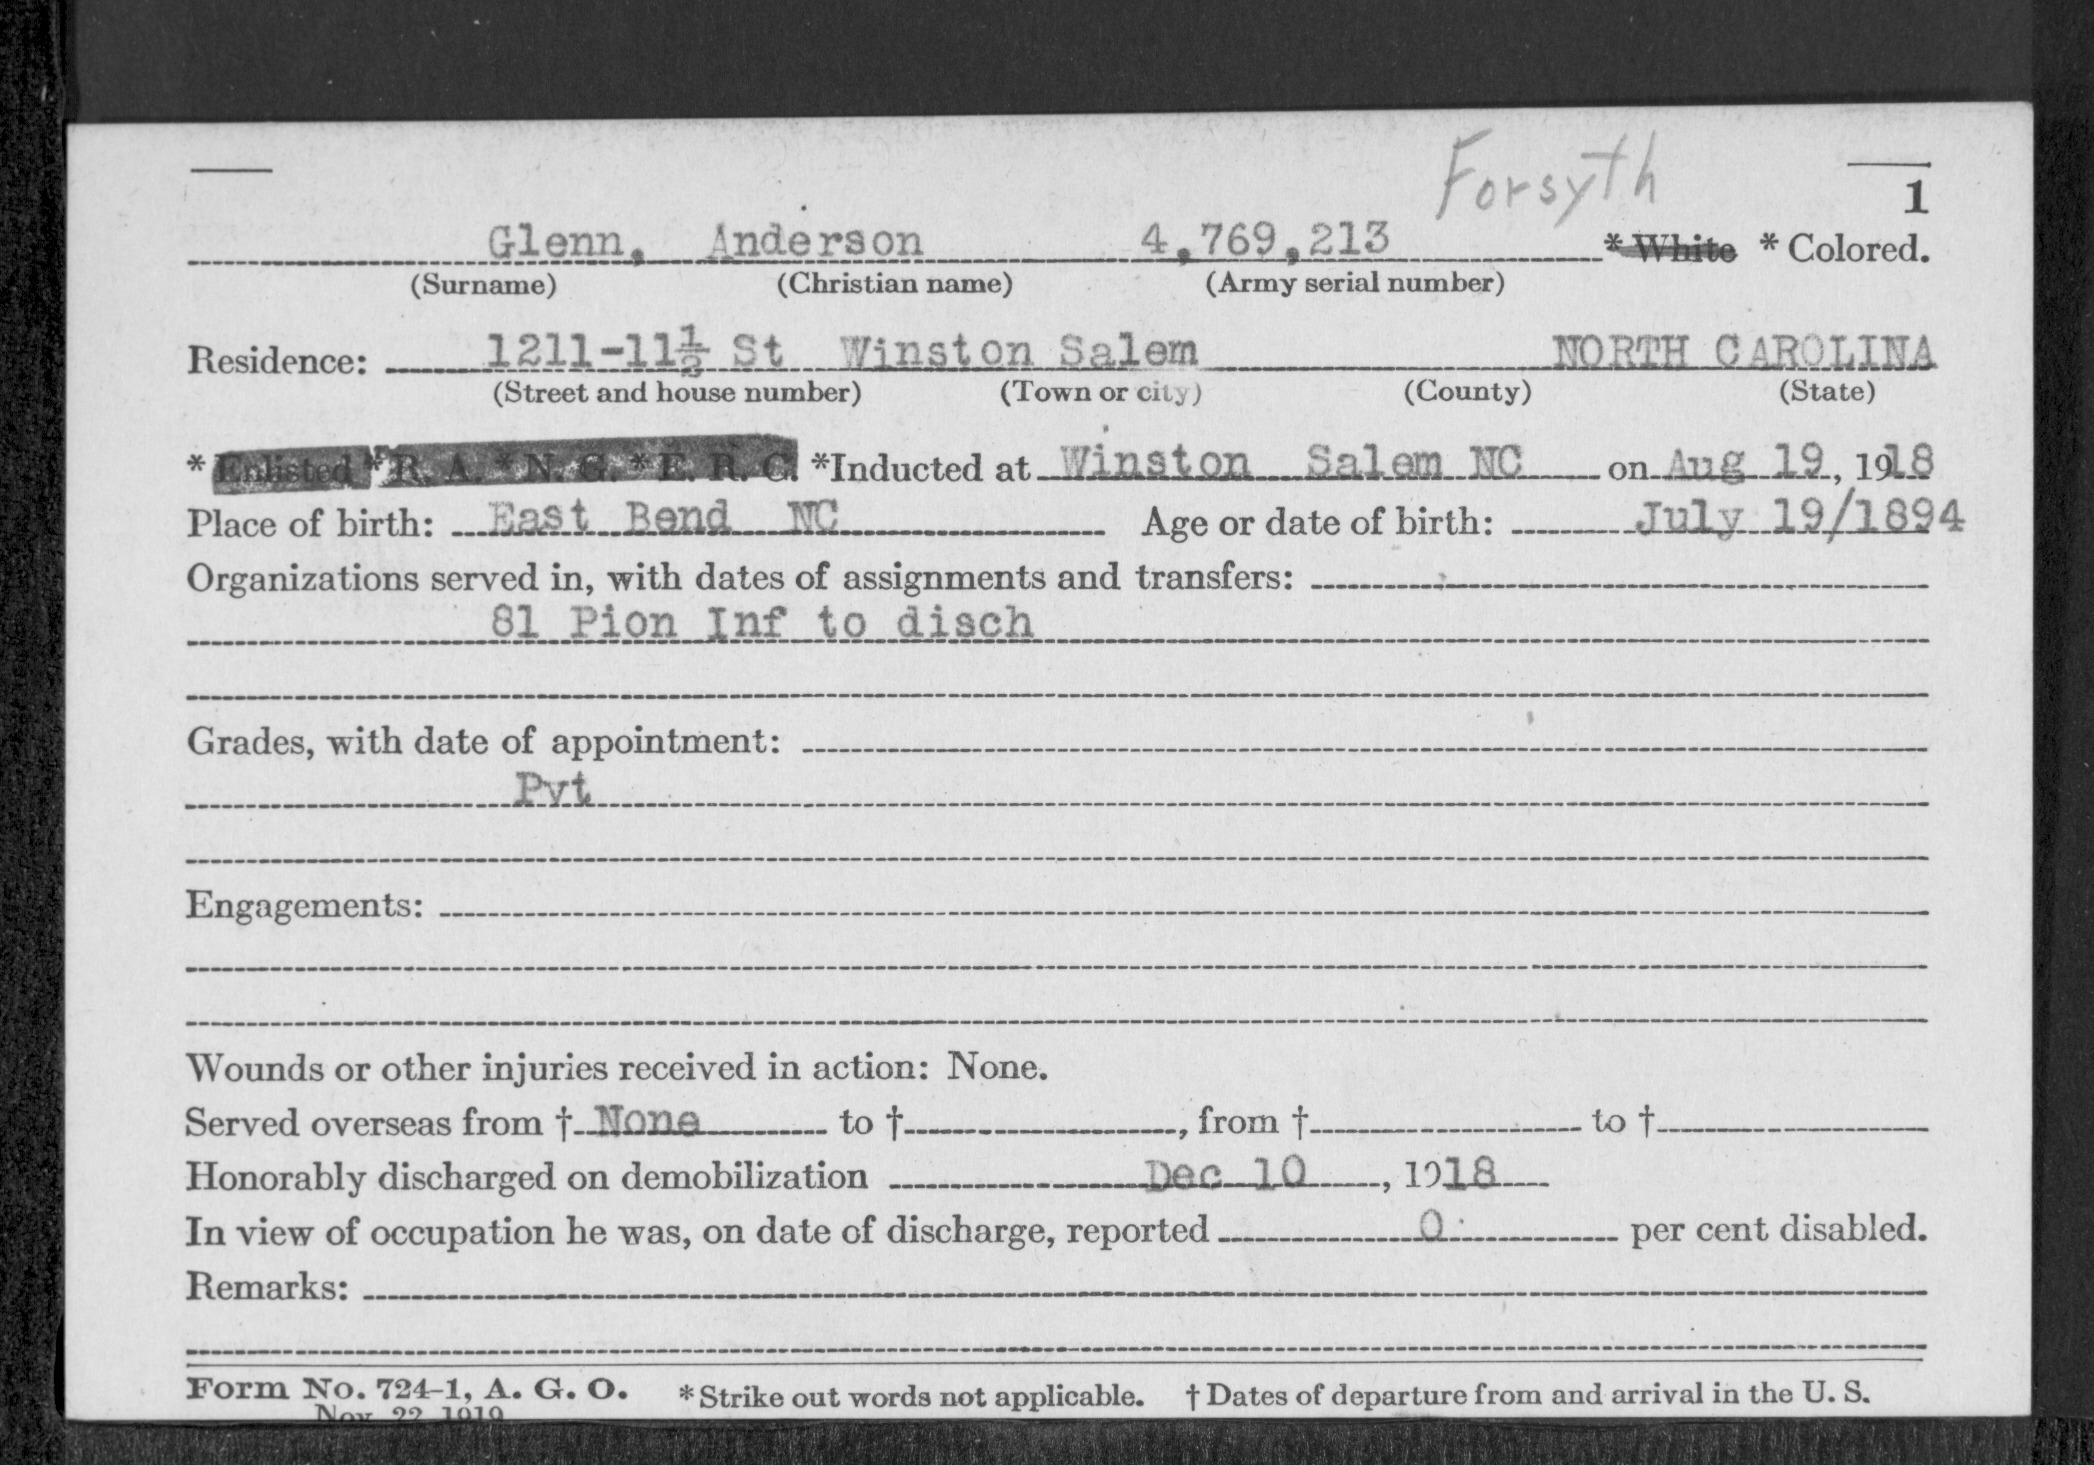 Forsyth
1
Glenn, Anderson 4,769,213 * White * Colored.
(Surname) (Christian name) (Army serial number)
Residence: 1211-11½ St Winston Salem NORTH CAROLINA
(Street and house number) (Town or city) (County) (State)
* Enlisted * R. A. * N. G. * E. R. C. *Inducted at Winston Salem NC on Aug 19, 1918
Place of birth: East Bend NC Age or date of birth: July 19/1894
Organizations served in, with dates of assignments and transfers:
81 Pion Inf to disch
Grades, with date of appointment:
Pvt
Engagements:
Wounds or other injuries received in action: None.
Served overseas from † None to †, from † to †
Honorably discharged on demobilization Dec 10, 1918
In view of occupation he was, on date of discharge, reported 0 per cent disabled.
Remarks:
Form No. 724-1, A. G. O. *Strike out words not applicable. † Dates of departure from and arrival in the U. S.
Nov. 22, 1919